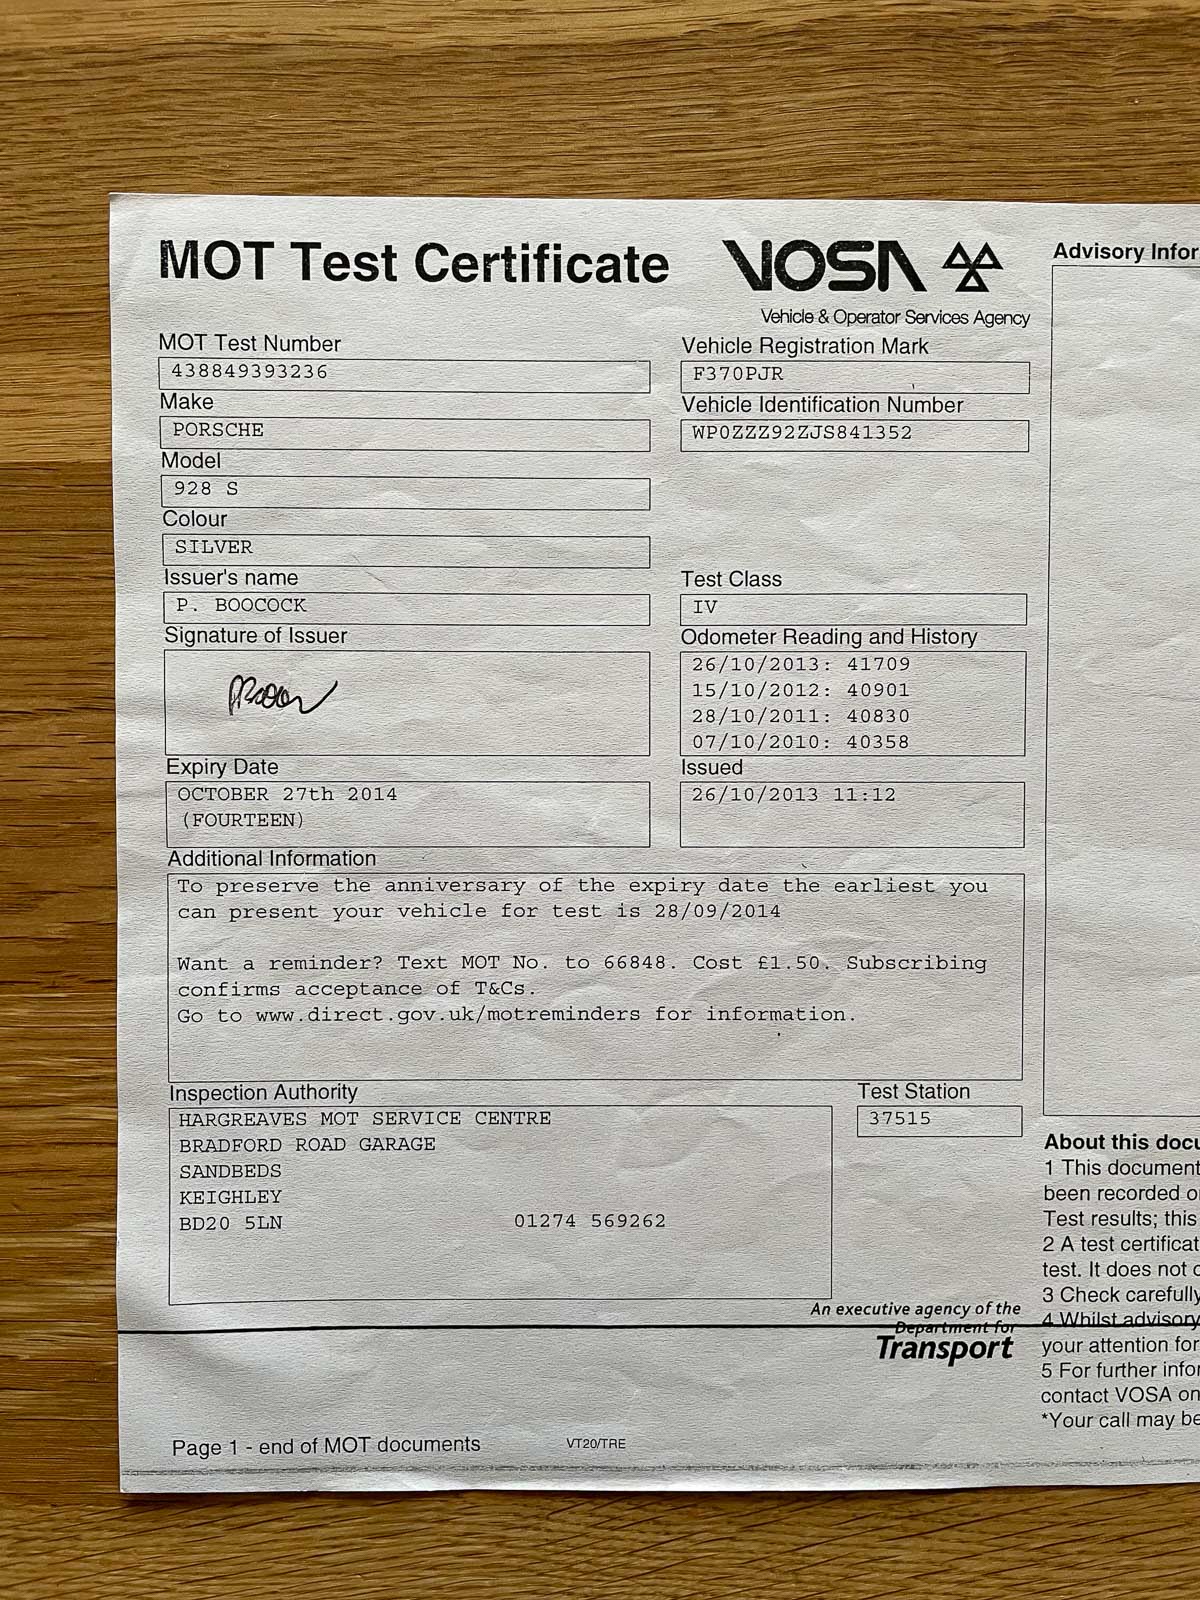 MOT Test Certificate
VOSA
Vehicle & Operator Services Agency
MOT Test Number
438849393236
Vehicle Registration Mark
F370PJR
Make
PORSCHE
Vehicle Identification Number
WP0ZZZ92ZJS841352
Model
928 S
Colour
SILVER
Issuer's name
P. BOOCOCK
Test Class
IV
Signature of Issuer
Odometer Reading and History
26/10/2013: 41709
15/10/2012: 40901
28/10/2011: 40830
07/10/2010: 40358
Expiry Date
OCTOBER 27th 2014
(FOURTEEN)
Issued
26/10/2013 11:12
Additional Information
To preserve the anniversary of the expiry date the earliest you
can present your vehicle for test is 28/09/2014
Want a reminder? Text MOT No. to 66848. Cost £1.50. Subscribing
confirms acceptance of T&Cs.
Go to www.direct.gov.uk/motreminders for information.
Inspection Authority
HARGREAVES MOT SERVICE CENTRE
BRADFORD ROAD GARAGE
SANDBEDS
KEIGHLEY
BD20 5LN 01274 569262
Test Station
37515
An executive agency of the
Department for
Transport
Page 1 - end of MOT documents VT20/TRE
Advisory Infor
About this docu
1 This document
been recorded o
Test results; this
2 A test certificat
test. It does not c
3 Check carefully
4 Whilst advisory
your attention for
5 For further infor
contact VOSA on
*Your call may be